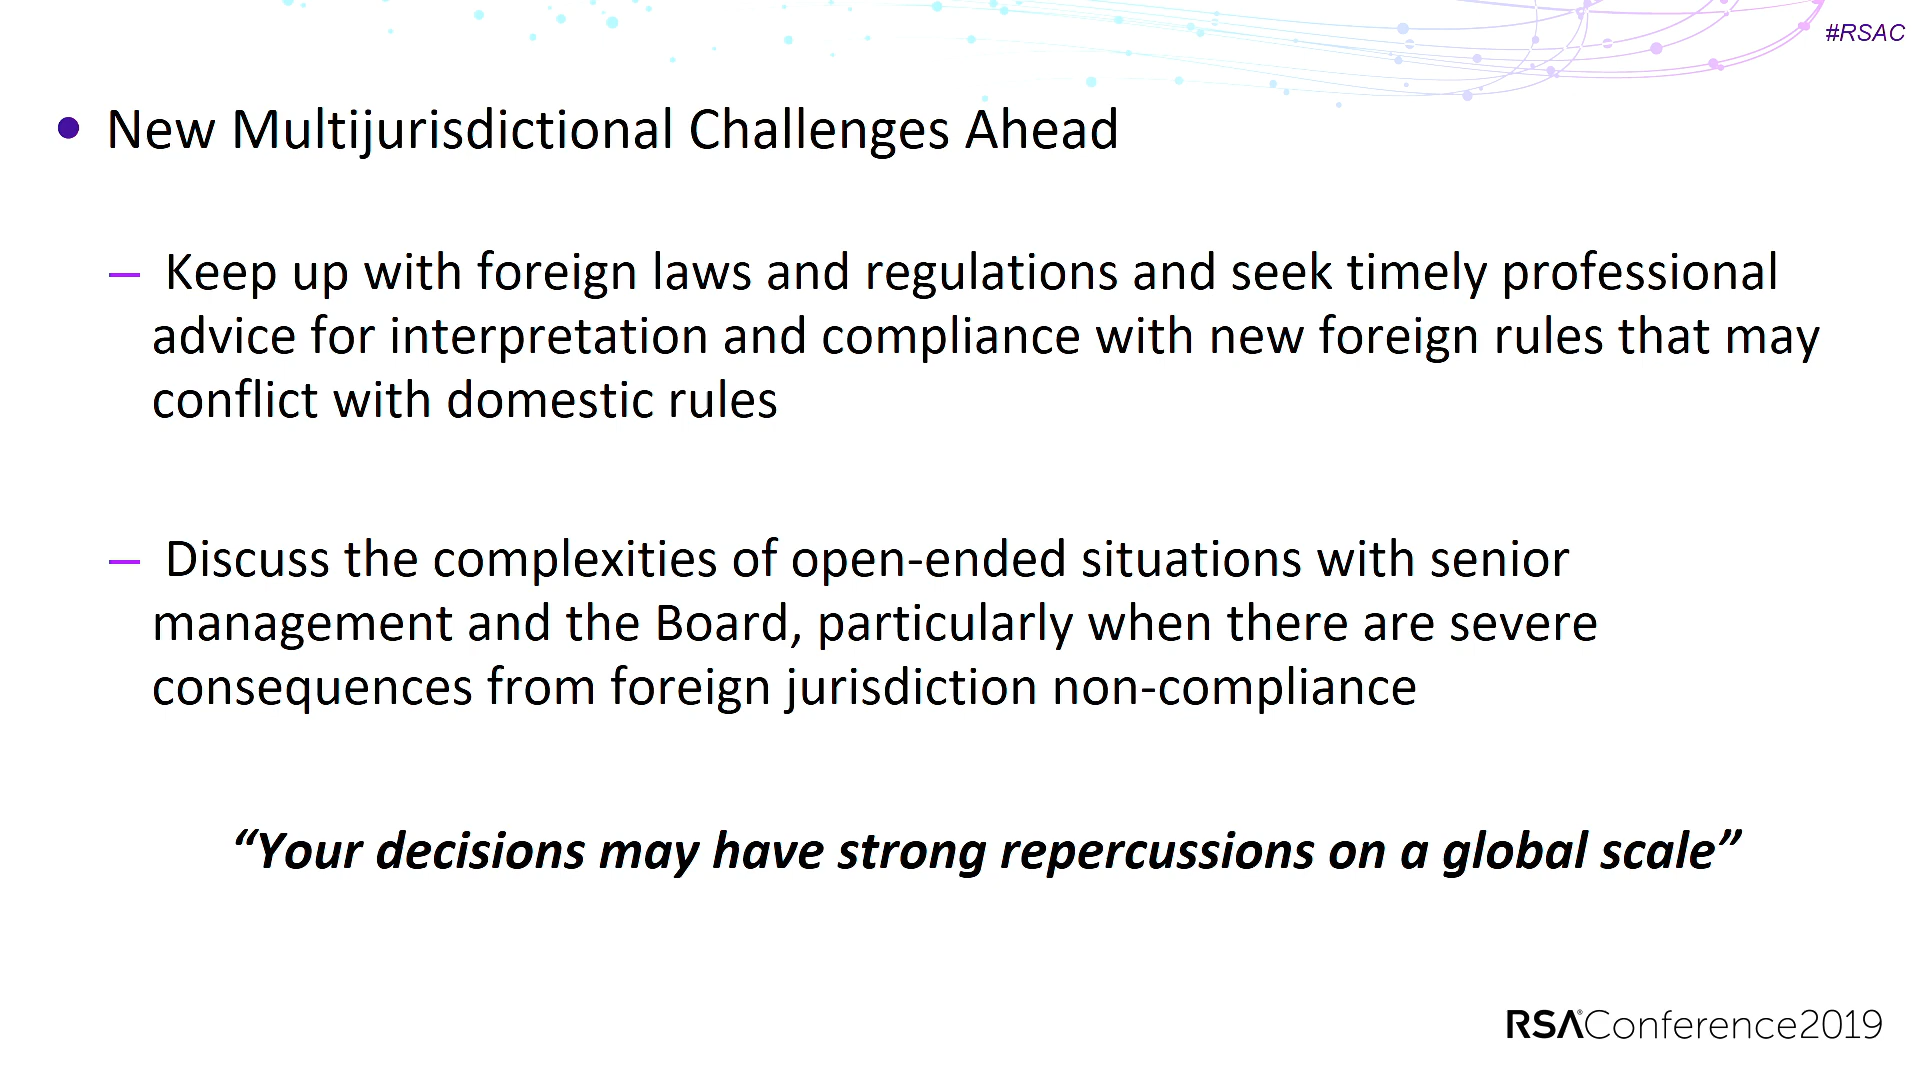 #RSAC
• New Multijurisdictional Challenges Ahead
– Keep up with foreign laws and regulations and seek timely professional
advice for interpretation and compliance with new foreign rules that may
conflict with domestic rules
– Discuss the complexities of open-ended situations with senior
management and the Board, particularly when there are severe
consequences from foreign jurisdiction non-compliance
“Your decisions may have strong repercussions on a global scale”
RSA®Conference2019